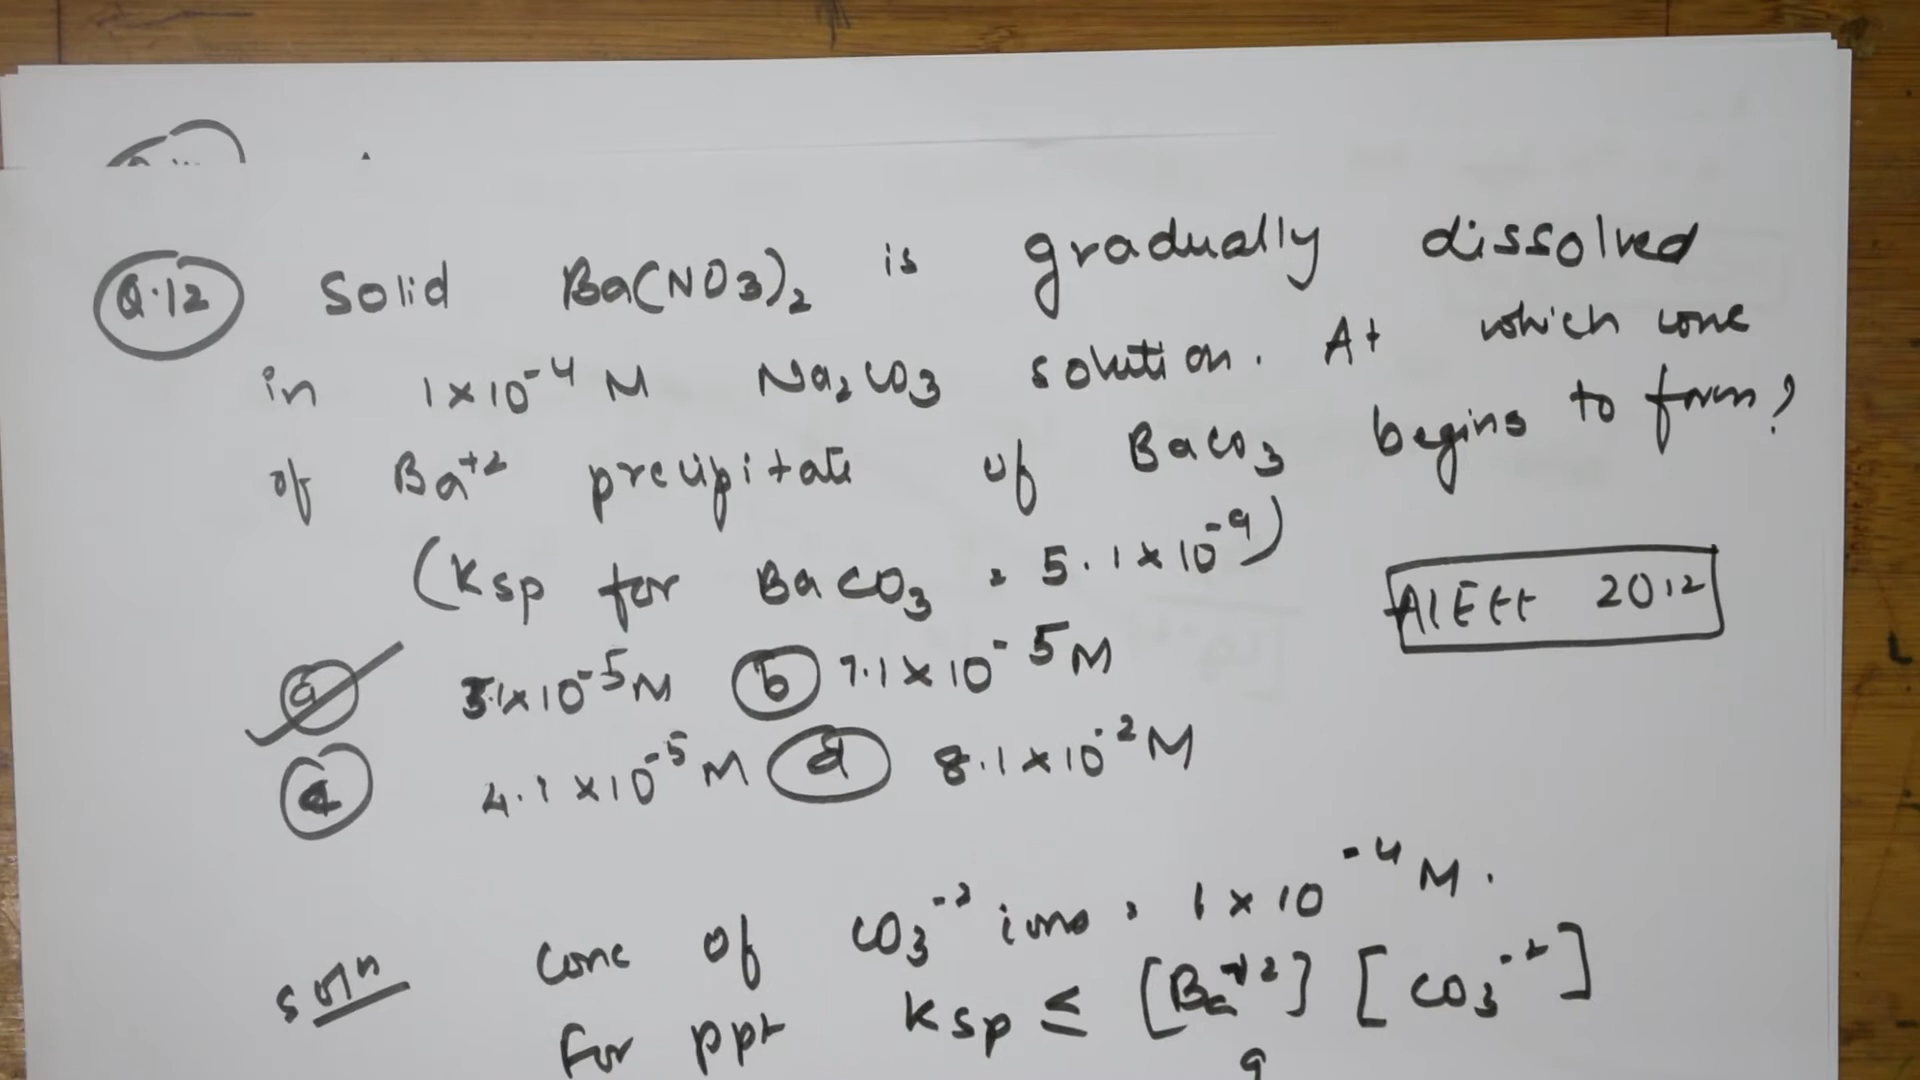 Q.12 Solid Ba(NO3)2 is gradually dissolved
in 1×10-4 M Na2CO3 solution. At which conc
of Ba+2 precipitate of BaCO3 begins to form?
(Ksp for BaCO3 = 5.1×10-9)
AIEEE 2012
a 5.1×10-5 M b 7.1×10-5 M
c 4.1×10-5 M d 8.1×10-2 M
Soln conc of CO3-2 ions = 1×10-4 M.
For ppt Ksp ≤ [Ba+2] [CO3-2]